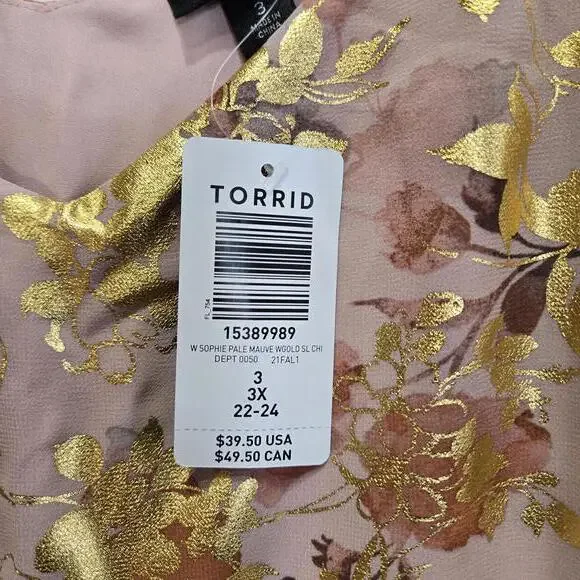 3
MADE IN
CHINA
TORRID
FL 754
15389989
W SOPHIE PALE MAUVE WGOLD SL CHI
DEPT 0050 21FAL1
3
3X
22-24
$39.50 USA
$49.50 CAN